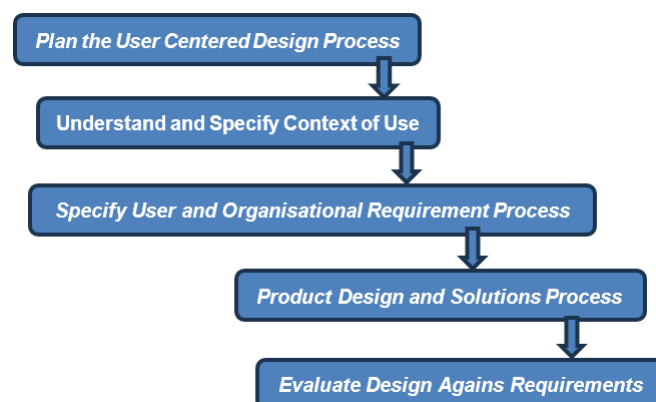 Plan the User Centered Design Process
Understand and Specify Context of Use
Specify User and Organisational Requirement Process
Product Design and Solutions Process
Evaluate Design Agains Requirements